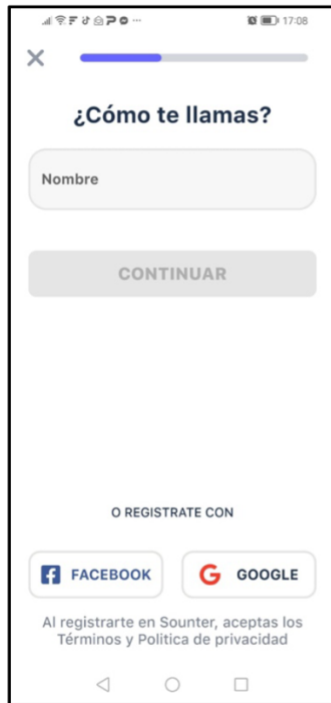 17:08
¿Cómo te llamas?
Nombre
CONTINUAR
O REGISTRATE CON
FACEBOOK
GOOGLE
Al registrarte en Sounter, aceptas los
Términos y Politica de privacidad